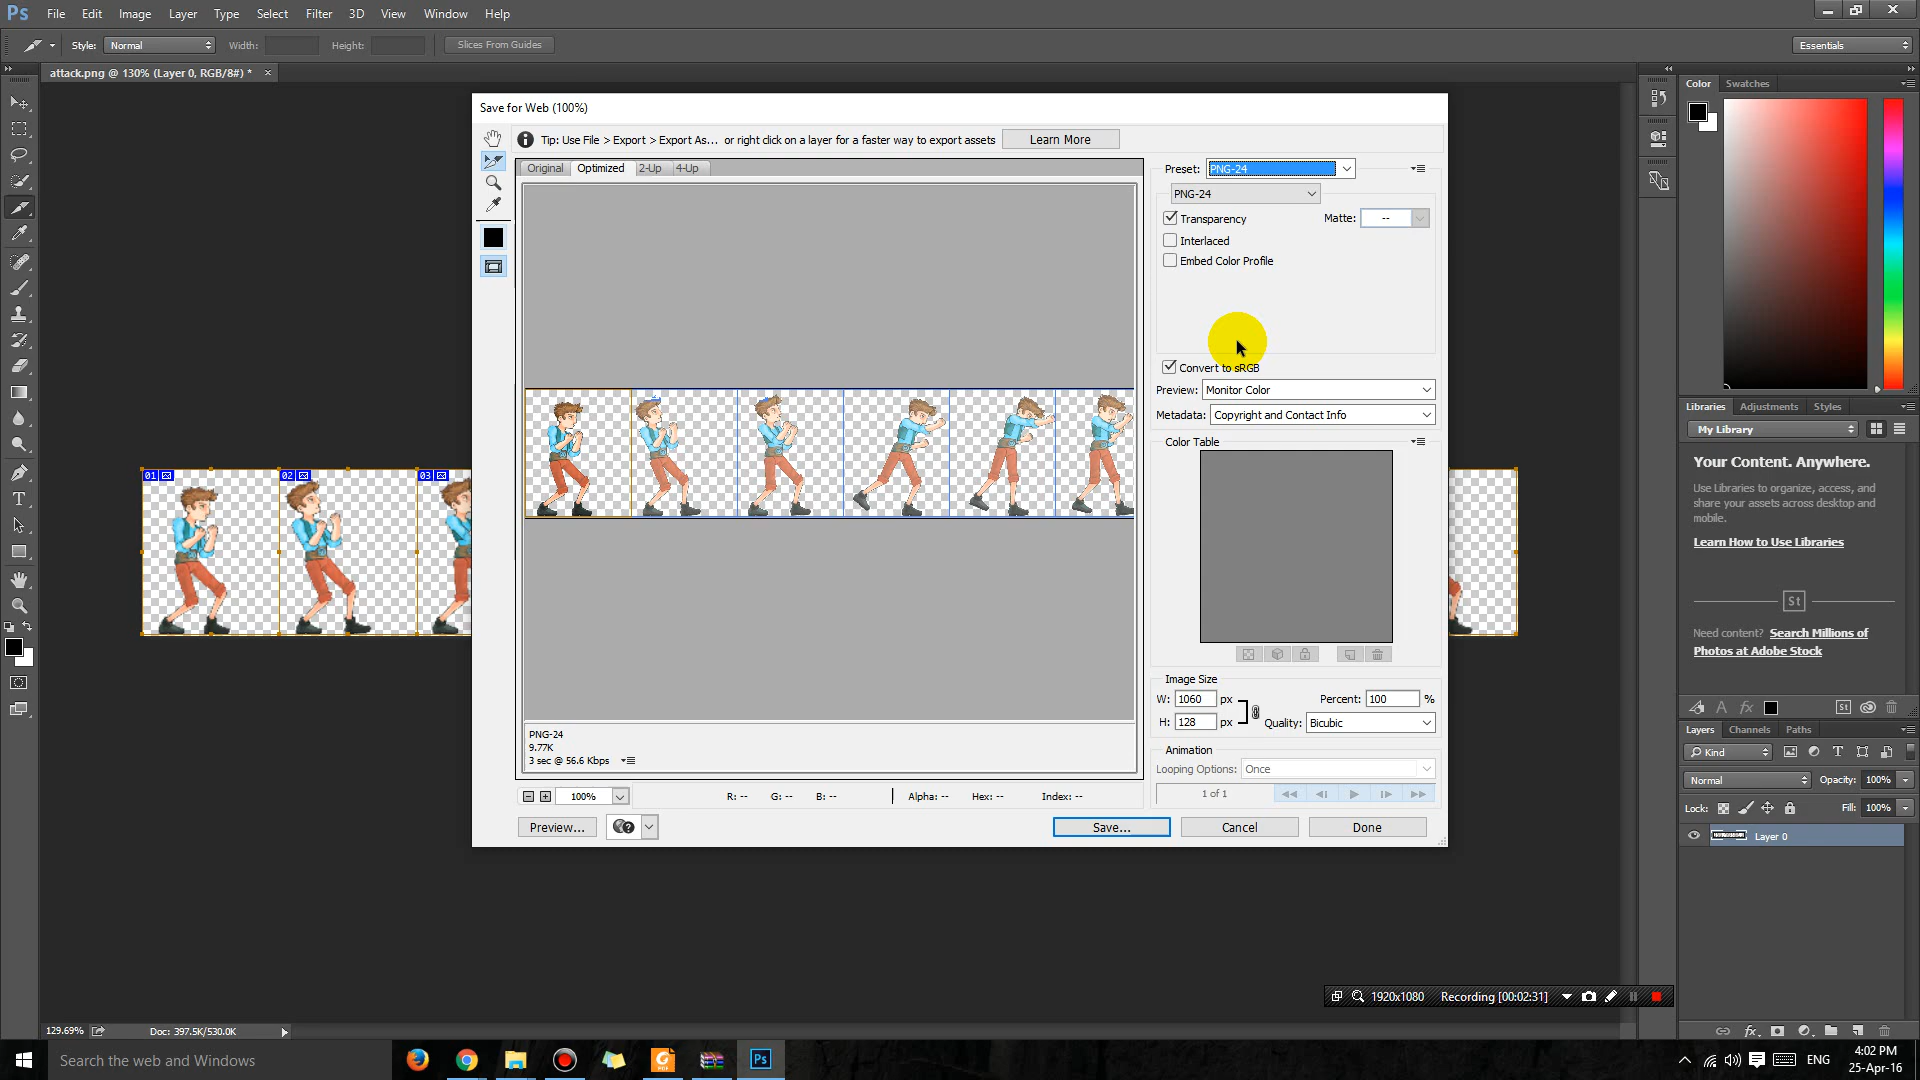 Ps File Edit Image Layer Type Select Filter 3D View Window Help
Style: Normal Width: Height: Slices From Guides Essentials
attack.png @ 130% (Layer 0, RGB/8#) * ×
Color Swatches
Save for Web (100%)
Tip: Use File > Export > Export As... or right click on a layer for a faster way to export assets Learn More
Original Optimized 2-Up 4-Up
Preset: PNG-24
PNG-24
Transparency Matte: --
Interlaced
Embed Color Profile
Convert to sRGB
Preview: Monitor Color
Metadata: Copyright and Contact Info
Color Table
01 02 03
Image Size
W: 1060 px Percent: 100 %
H: 128 px Quality: Bicubic
PNG-24
9.77K
3 sec @ 56.6 Kbps
Animation
Looping Options: Once
1 of 1
100% R: -- G: -- B: -- Alpha: -- Hex: -- Index: --
Preview... Save... Cancel Done
Libraries Adjustments Styles
My Library
Your Content. Anywhere.
Use Libraries to organize, access, and
share your assets across desktop and
mobile.
Learn How to Use Libraries
St
Need content? Search Millions of
Photos at Adobe Stock
Layers Channels Paths
Kind
Normal Opacity: 100%
Lock: Fill: 100%
Layer 0
1920x1080 Recording [00:02:31]
129.69% Doc: 397.5K/530.0K
Search the web and Windows
Ps
ENG
4:02 PM
25-Apr-16